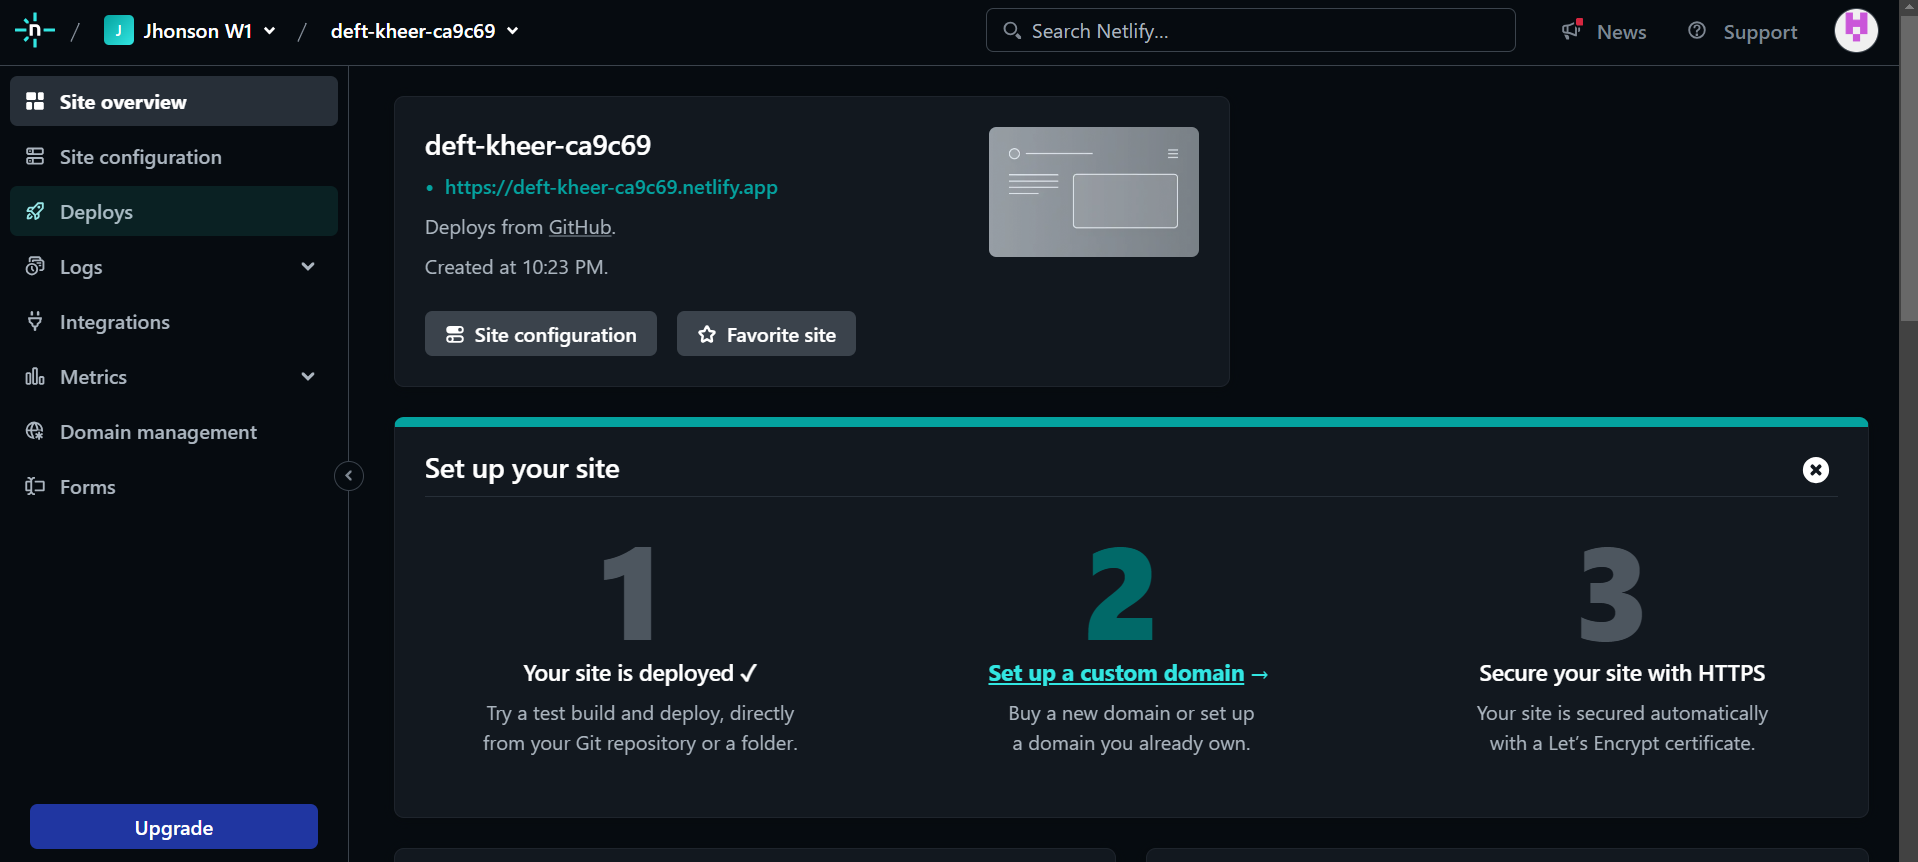 n / J Jhonson W1 / deft-kheer-ca9c69 Search Netlify... News Support
Site overview
Site configuration
Deploys
Logs
Integrations
Metrics
Domain management
Forms
Upgrade
deft-kheer-ca9c69
• https://deft-kheer-ca9c69.netlify.app
Deploys from GitHub.
Created at 10:23 PM.
Site configuration Favorite site
Set up your site
1
Your site is deployed ✓
Try a test build and deploy, directly
from your Git repository or a folder.
2
Set up a custom domain →
Buy a new domain or set up
a domain you already own.
3
Secure your site with HTTPS
Your site is secured automatically
with a Let’s Encrypt certificate.